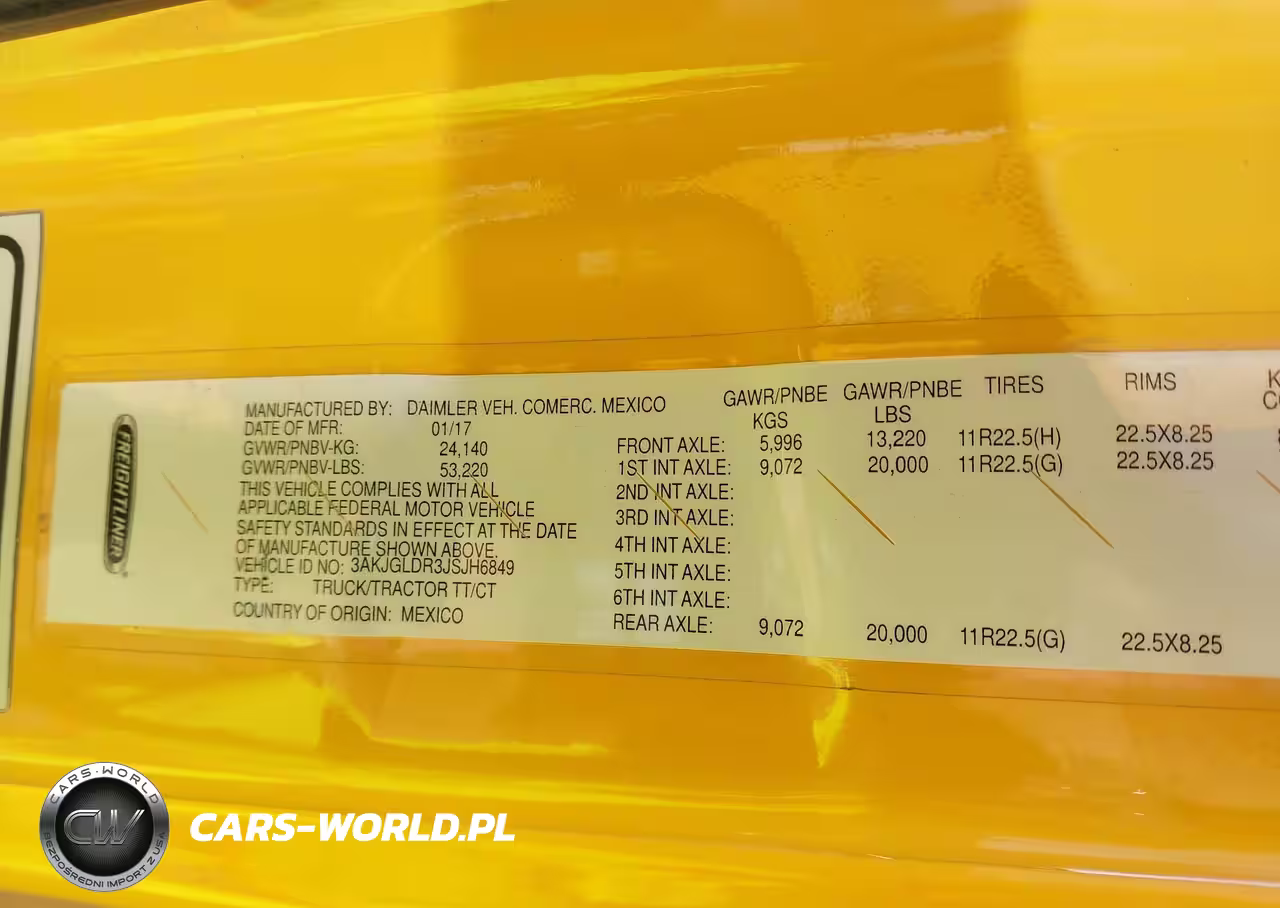 FREIGHTLINER
MANUFACTURED BY: DAIMLER VEH. COMERC. MEXICO
DATE OF MFR: 01/17
GVWR/PNBV-KG: 24,140
GVWR/PNBV-LBS: 53,220
THIS VEHICLE COMPLIES WITH ALL
APPLICABLE FEDERAL MOTOR VEHICLE
SAFETY STANDARDS IN EFFECT AT THE DATE
OF MANUFACTURE SHOWN ABOVE.
VEHICLE ID NO: 3AKJGLDR3JSJH6849
TYPE: TRUCK/TRACTOR TT/CT
COUNTRY OF ORIGIN: MEXICO
GAWR/PNBE GAWR/PNBE TIRES RIMS
KGS LBS
FRONT AXLE: 5,996 13,220 11R22.5(H) 22.5X8.25
1ST INT AXLE: 9,072 20,000 11R22.5(G) 22.5X8.25
2ND INT AXLE:
3RD INT AXLE:
4TH INT AXLE:
5TH INT AXLE:
6TH INT AXLE:
REAR AXLE: 9,072 20,000 11R22.5(G) 22.5X8.25
CARS-WORLD
CW
BEZPOŚREDNI IMPORT Z USA
CARS-WORLD.PL